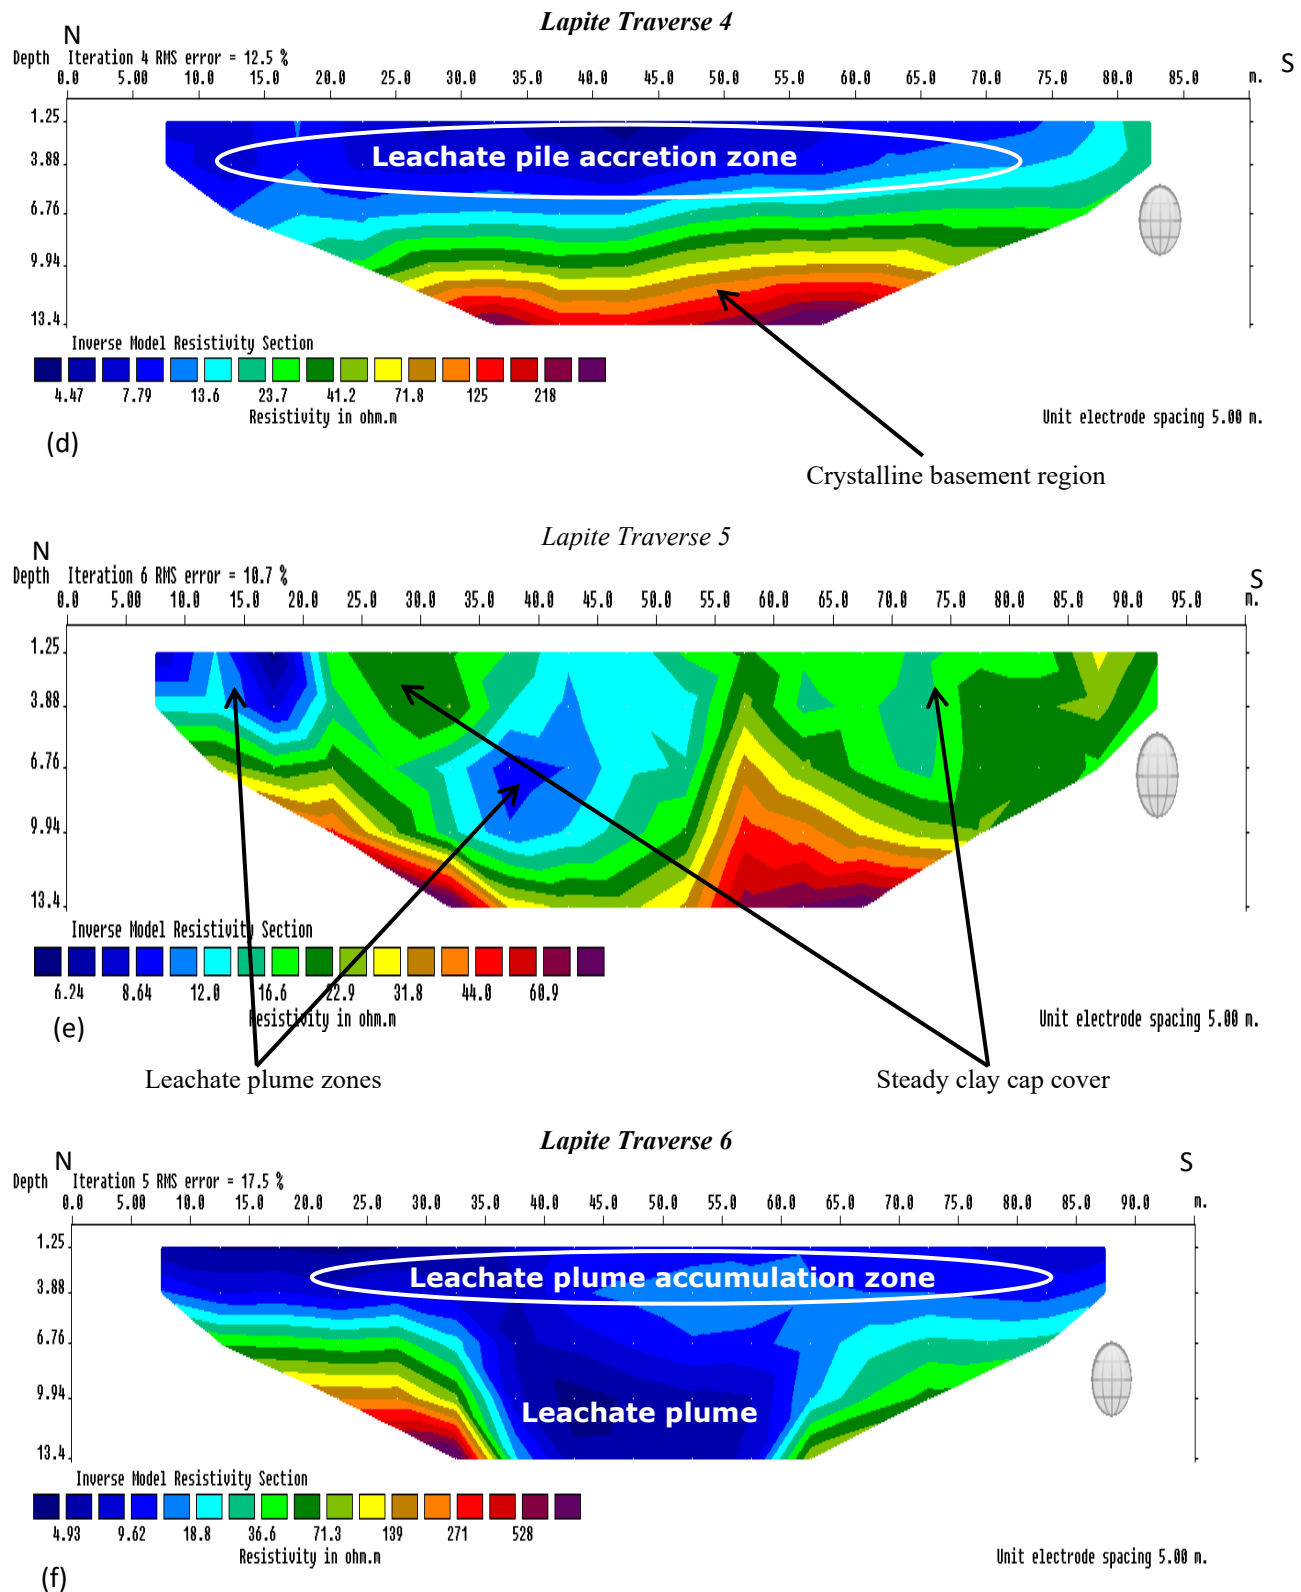 Lapite Traverse 4
N
S
Depth Iteration 4 RMS error = 12.5 %
0.0 5.00 10.0 15.0 20.0 25.0 30.0 35.0 40.0 45.0 50.0 55.0 60.0 65.0 70.0 75.0 80.0 85.0 m.
1.25
3.88
6.76
9.94
13.4
Leachate pile accretion zone
Inverse Model Resistivity Section
4.47 7.79 13.6 23.7 41.2 71.8 125 218
Resistivity in ohm.m
Unit electrode spacing 5.00 m.
(d)
Crystalline basement region
Lapite Traverse 5
N
S
Depth Iteration 6 RMS error = 10.7 %
0.0 5.00 10.0 15.0 20.0 25.0 30.0 35.0 40.0 45.0 50.0 55.0 60.0 65.0 70.0 75.0 80.0 85.0 90.0 95.0 m.
1.25
3.88
6.76
9.94
13.4
Inverse Model Resistivity Section
6.24 8.64 12.0 16.6 22.9 31.8 44.0 60.9
Resistivity in ohm.m
Unit electrode spacing 5.00 m.
(e)
Leachate plume zones
Steady clay cap cover
Lapite Traverse 6
N
S
Depth Iteration 5 RMS error = 17.5 %
0.0 5.00 10.0 15.0 20.0 25.0 30.0 35.0 40.0 45.0 50.0 55.0 60.0 65.0 70.0 75.0 80.0 85.0 90.0 m.
1.25
3.88
6.76
9.94
13.4
Leachate plume accumulation zone
Leachate plume
Inverse Model Resistivity Section
4.93 9.62 18.8 36.6 71.3 139 271 528
Resistivity in ohm.m
Unit electrode spacing 5.00 m.
(f)